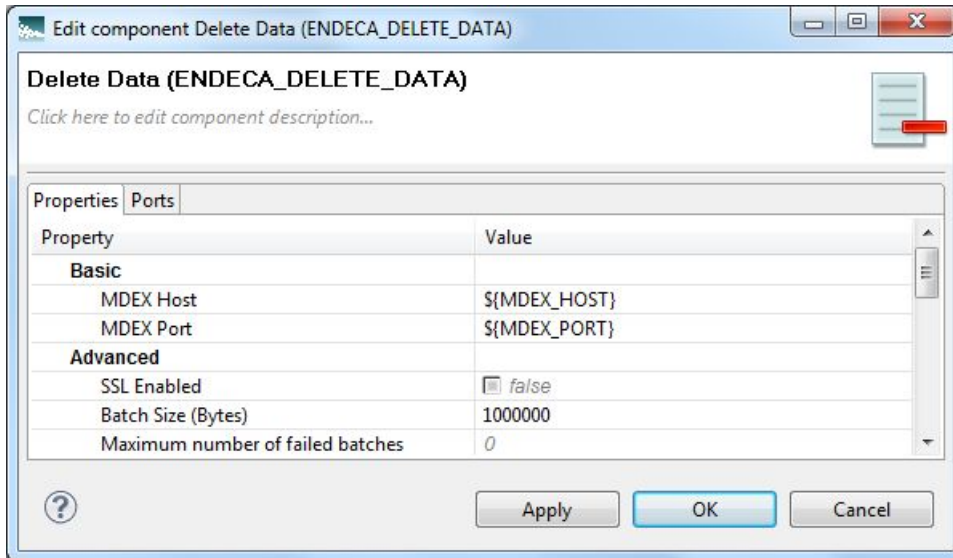 Edit component Delete Data (ENDECA_DELETE_DATA)
Delete Data (ENDECA_DELETE_DATA)
Click here to edit component description...
Properties Ports
Property Value
Basic
MDEX Host ${MDEX_HOST}
MDEX Port ${MDEX_PORT}
Advanced
SSL Enabled false
Batch Size (Bytes) 1000000
Maximum number of failed batches 0
? Apply OK Cancel